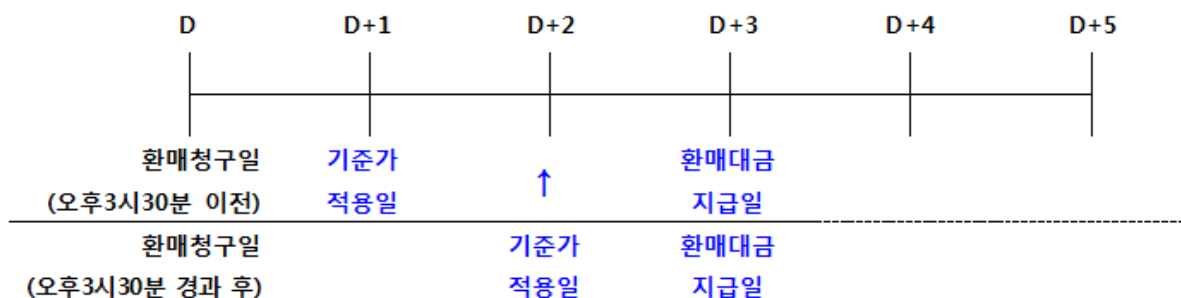 D D+1 D+2 D+3 D+4 D+5
환매청구일 기준가 환매대금
↑
(오후3시30분 이전) 적용일 지급일
환매청구일 기준가 환매대금
(오후3시30분 경과 후) 적용일 지급일